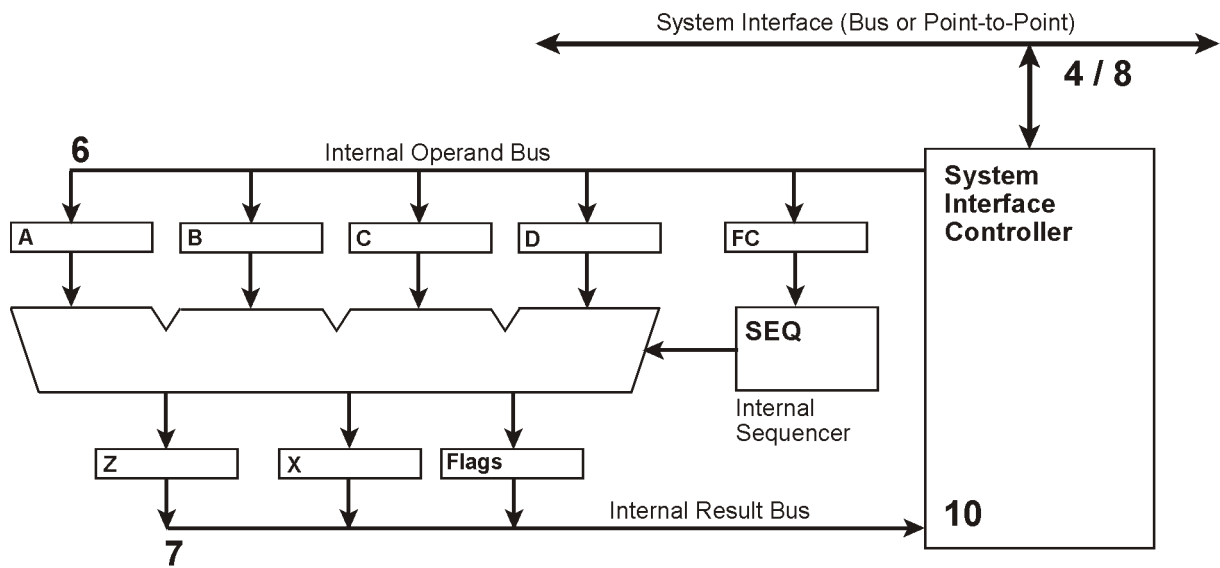 System Interface (Bus or Point-to-Point)
4 / 8
6
Internal Operand Bus
System
Interface
Controller
A
B
C
D
FC
SEQ
Internal
Sequencer
Z
X
Flags
Internal Result Bus
10
7